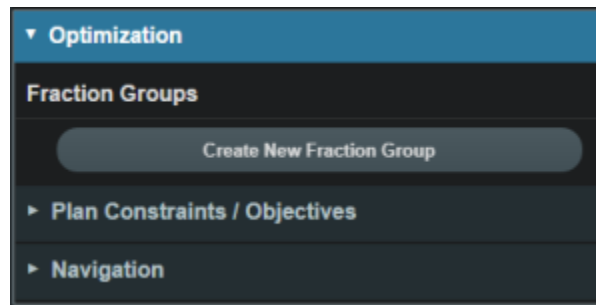 Optimization
Fraction Groups
Create New Fraction Group
Plan Constraints / Objectives
Navigation